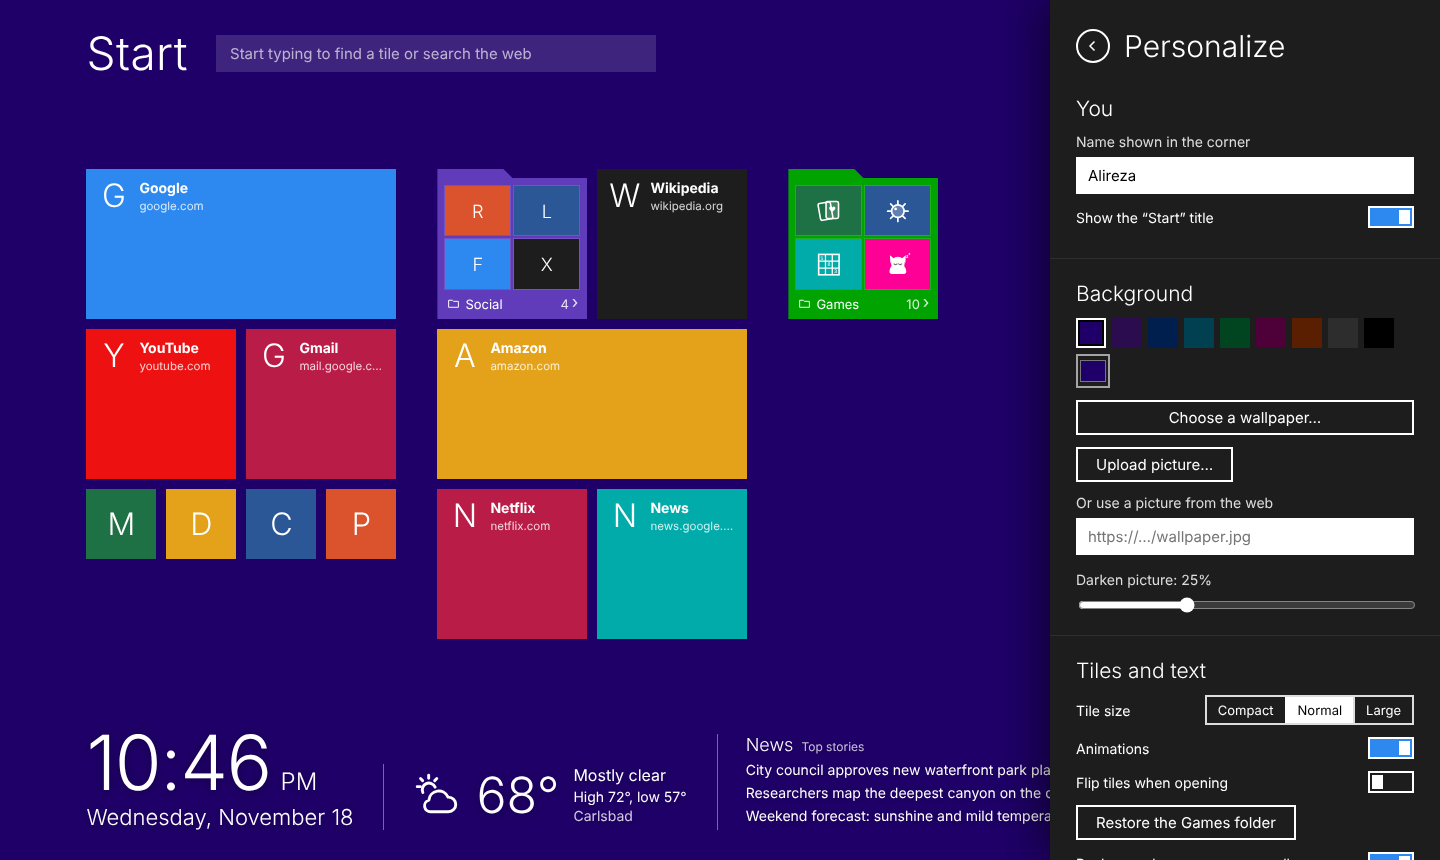 Start
Start typing to find a tile or search the web
G
Google
google.com
Y
YouTube
youtube.com
G
Gmail
mail.google.c...
M
D
C
P
R
L
F
X
Social
4
W
Wikipedia
wikipedia.org
A
Amazon
amazon.com
N
Netflix
netflix.com
N
News
news.google....
Games
10
10:46 PM
Wednesday, November 18
68°
Mostly clear
High 72°, low 57°
Carlsbad
News Top stories
City council approves new waterfront park pla
Researchers map the deepest canyon on the
Weekend forecast: sunshine and mild tempera
Personalize
You
Name shown in the corner
Alireza
Show the “Start” title
Background
Choose a wallpaper...
Upload picture...
Or use a picture from the web
https://.../wallpaper.jpg
Darken picture: 25%
Tiles and text
Tile size
Compact
Normal
Large
Animations
Flip tiles when opening
Restore the Games folder